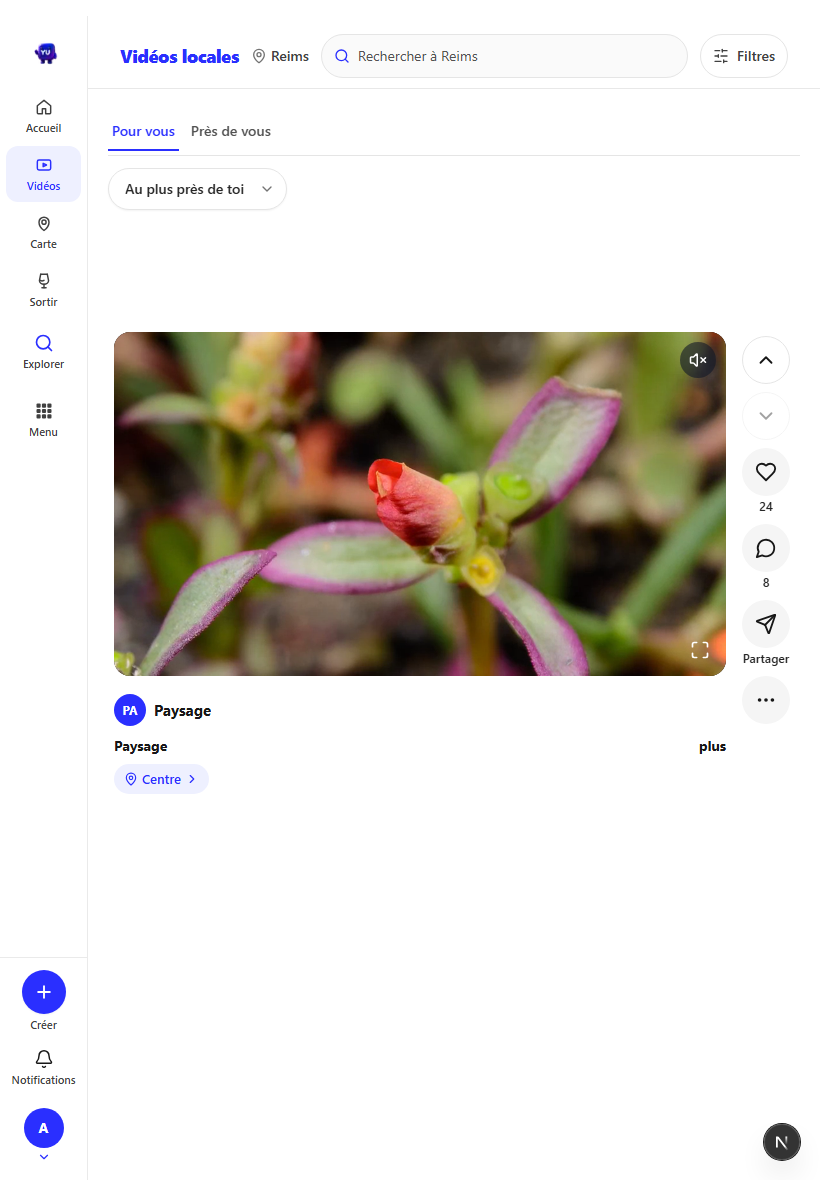 YU
Vidéos locales
Reims
Rechercher à Reims
Filtres
Accueil
Vidéos
Carte
Sortir
Explorer
Menu
Pour vous
Près de vous
Au plus près de toi
24
8
Partager
PA
Paysage
Paysage
plus
Centre
Créer
Notifications
A
N